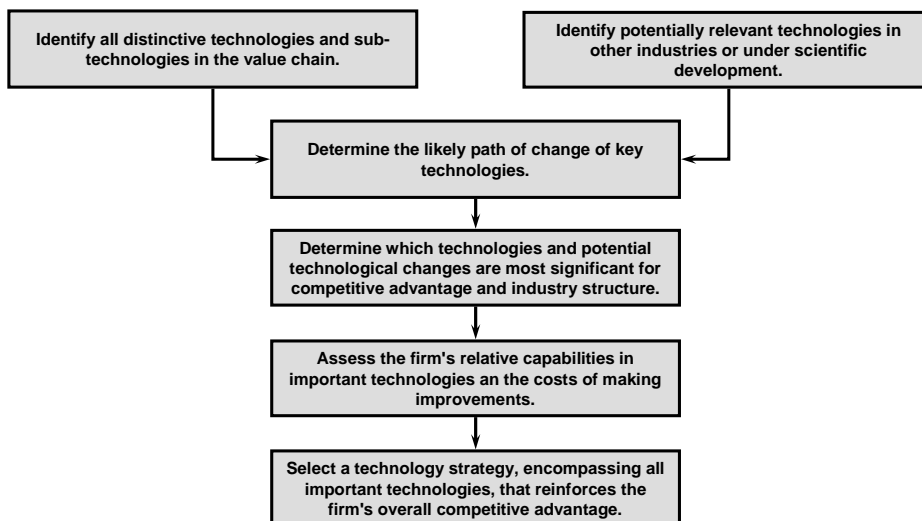 Identify all distinctive technologies and sub-
technologies in the value chain.
Identify potentially relevant technologies in
other industries or under scientific
development.
Determine the likely path of change of key
technologies.
Determine which technologies and potential
technological changes are most significant for
competitive advantage and industry structure.
Assess the firm's relative capabilities in
important technologies an the costs of making
improvements.
Select a technology strategy, encompassing all
important technologies, that reinforces the
firm's overall competitive advantage.